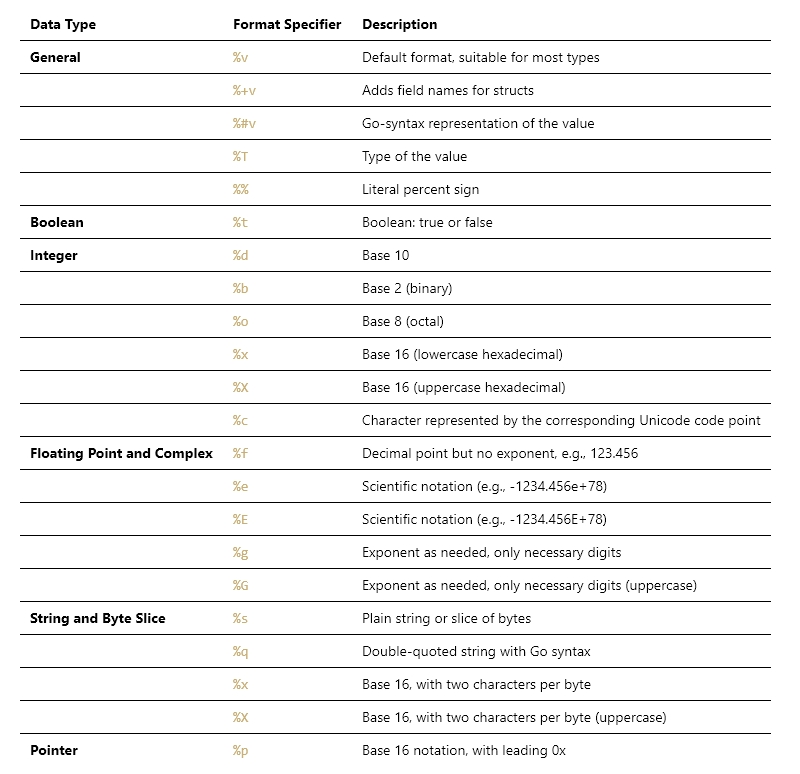 Data Type Format Specifier Description
General %v Default format, suitable for most types
%+v Adds field names for structs
%#v Go-syntax representation of the value
%T Type of the value
%% Literal percent sign
Boolean %t Boolean: true or false
Integer %d Base 10
%b Base 2 (binary)
%o Base 8 (octal)
%x Base 16 (lowercase hexadecimal)
%X Base 16 (uppercase hexadecimal)
%c Character represented by the corresponding Unicode code point
Floating Point and Complex %f Decimal point but no exponent, e.g., 123.456
%e Scientific notation (e.g., -1234.456e+78)
%E Scientific notation (e.g., -1234.456E+78)
%g Exponent as needed, only necessary digits
%G Exponent as needed, only necessary digits (uppercase)
String and Byte Slice %s Plain string or slice of bytes
%q Double-quoted string with Go syntax
%x Base 16, with two characters per byte
%X Base 16, with two characters per byte (uppercase)
Pointer %p Base 16 notation, with leading 0x